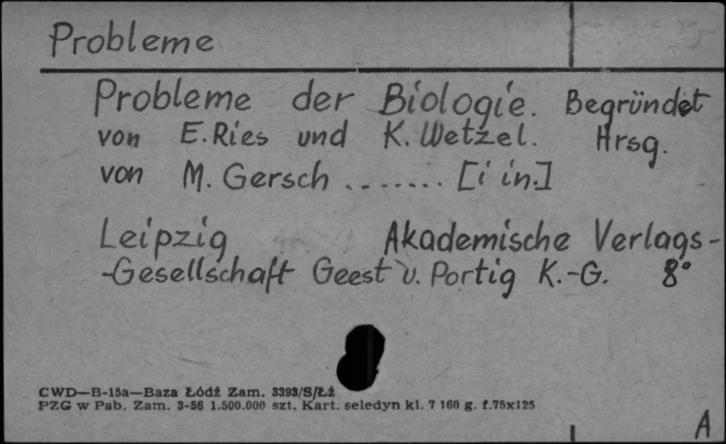 Probleme
Probleme der Biologie. Begründet
von E. Ries und K. Wetzel. Hrsg.
von M. Gersch ........ [i in.]
Leipzig Akademische Verlags-
-Gesellschaft Geest u. Portig K.-G. 8°
CWD—B-15a—Baza Łódź Zam. 3393/S/Łź
PZG w Pab. Zam. 3-56 1.500.000 szt. Kart. seledyn kl. 7 160 g. f.75x125
A